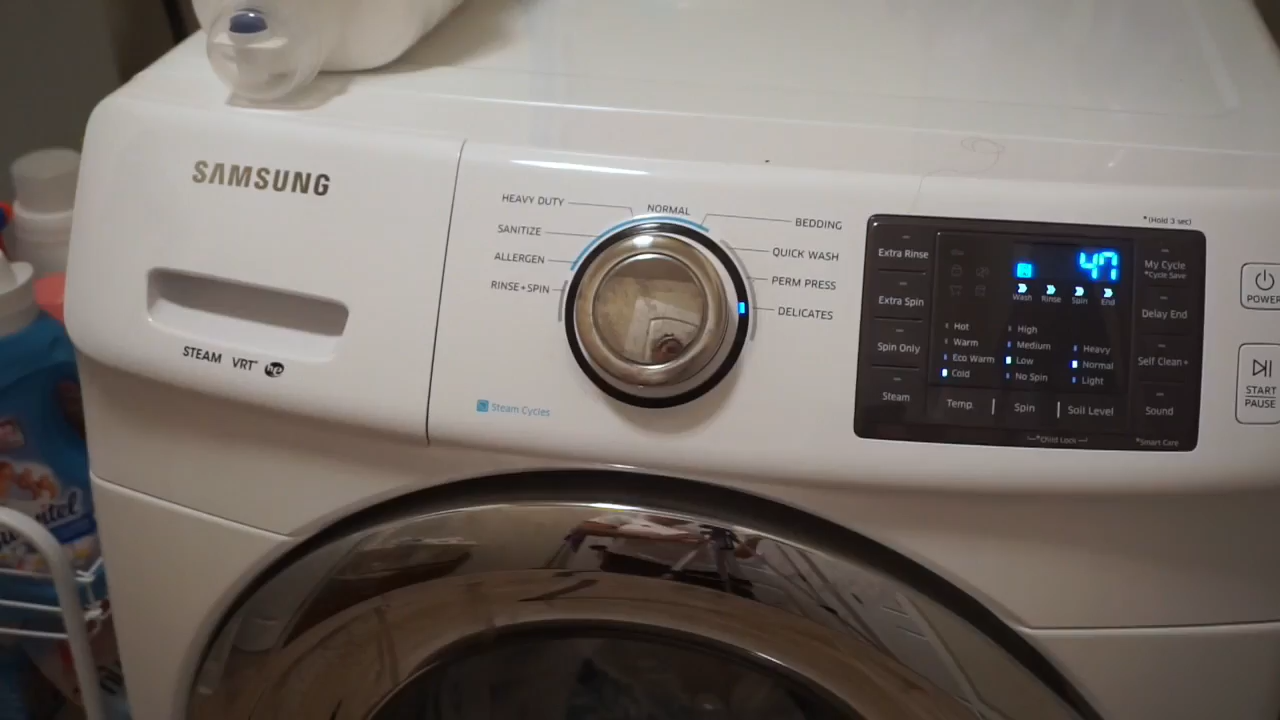 SAMSUNG
STEAM VRT he
HEAVY DUTY
SANITIZE
ALLERGEN
RINSE+SPIN
NORMAL
BEDDING
QUICK WASH
PERM PRESS
DELICATES
Steam Cycles
*(Hold 3 sec)
Extra Rinse
Extra Spin
Spin Only
Steam
47
Wash Rinse Spin End
Hot
Warm
Eco Warm
Cold
Temp.
High
Medium
Low
No Spin
Spin
Heavy
Normal
Light
Soil Level
*Child Lock
My Cycle
*Cycle Save
Delay End
Self Clean+
Sound
*Smart Care
POWER
START
PAUSE